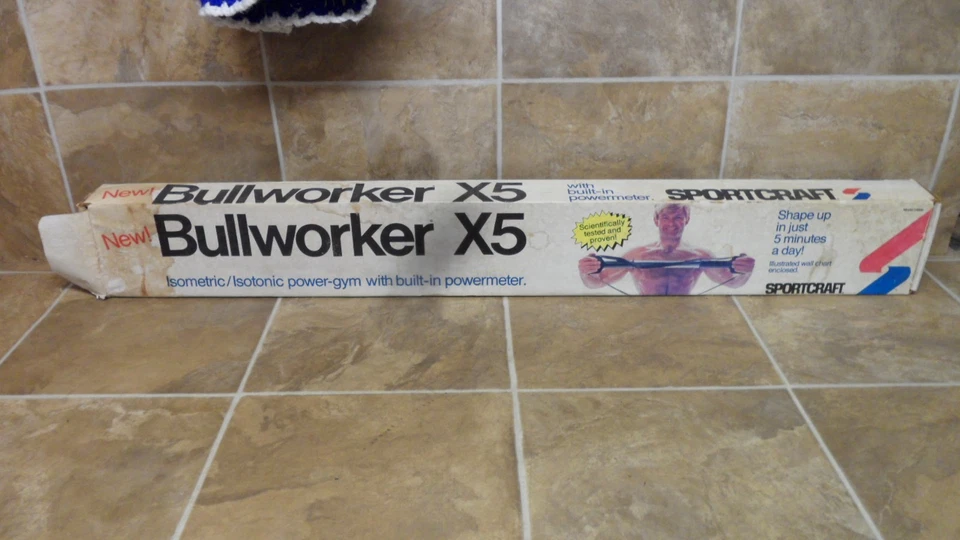 New! Bullworker X5
with
built-in
powermeter.
SPORTCRAFT
New! Bullworker X5
Isometric/Isotonic power-gym with built-in powermeter.
Scientifically
tested and
proven!
Shape up
in just
5 minutes
a day!
Illustrated wall chart
enclosed.
SPORTCRAFT